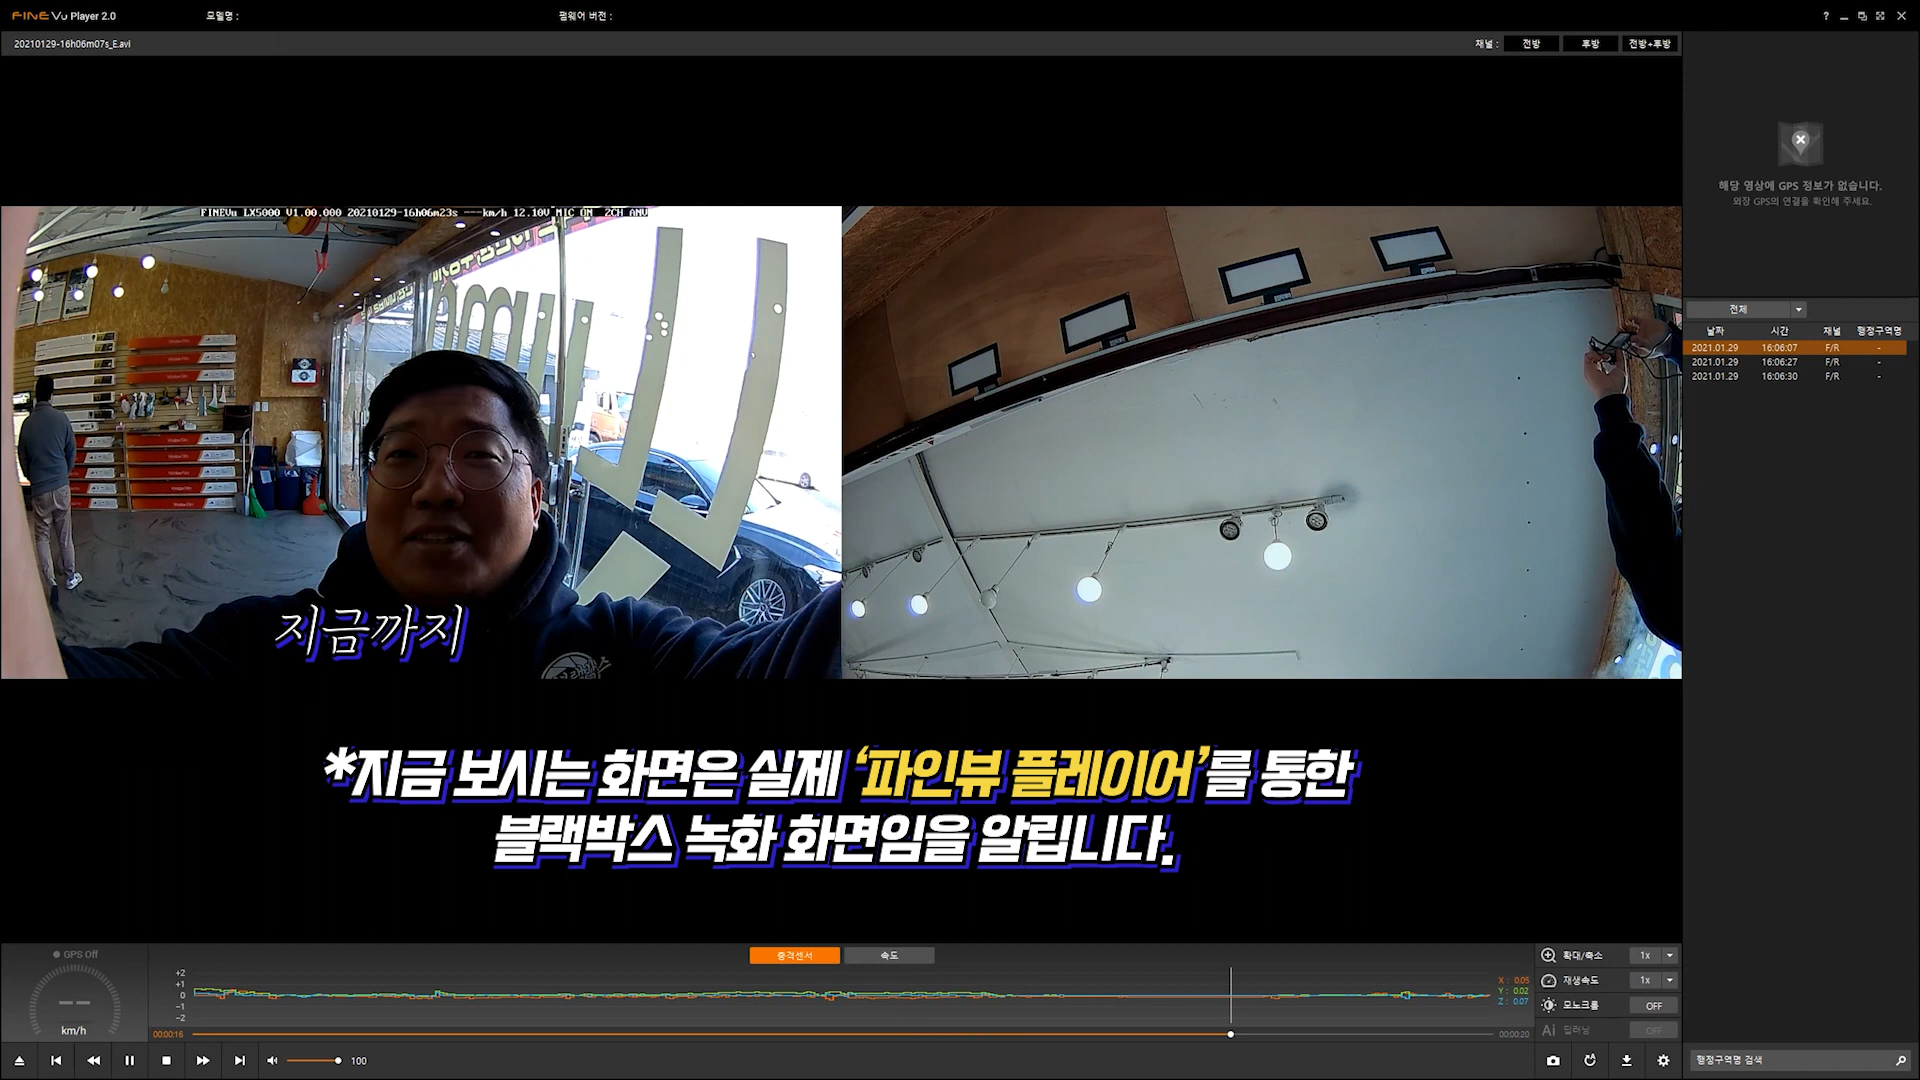 FINEVu Player 2.0
모델명 :
펌웨어 버전 :
?
20210129-16h06m07s_E.avi
채널 :
전방
후방
전방+후방
해당 영상에 GPS 정보가 없습니다.
외장 GPS의 연결을 확인해 주세요.
FINEVu LX5000 V1.00.000 20210129-16h06m23s ---km/h 12.10V MIC ON 2CH ANV
전체
날짜 시간 채널 행정구역명
2021.01.29 16:06:07 F/R -
2021.01.29 16:06:27 F/R -
2021.01.29 16:06:30 F/R -
지금까지
*지금 보시는 화면은 실제 ‘파인뷰 플레이어’를 통한
블랙박스 녹화 화면임을 알립니다.
GPS Off
-- 
km/h
충격센서
속도
+2
+1
0
-1
-2
X : 0.05
Y : 0.02
Z : 0.07
00:00:16
00:00:20
확대/축소 1x
재생속도 1x
모노크롬 OFF
Ai 딥러닝 OFF
100
행정구역명 검색